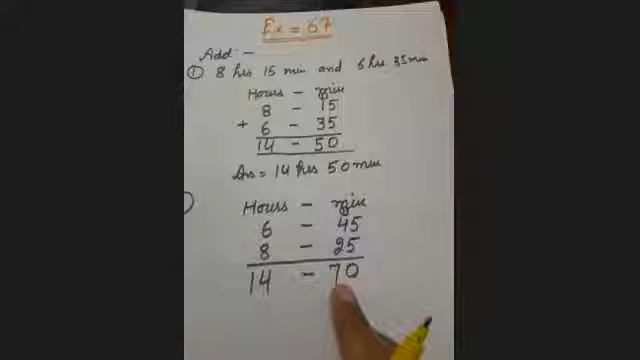 Ex = 67
Add -
① 8 hrs 15 min and 6 hrs 35 min
Hours - min
8 - 15
+ 6 - 35
14 - 50
Ans = 14 hrs 50 min
)
Hours - min
6 - 45
8 - 25
14 - 70